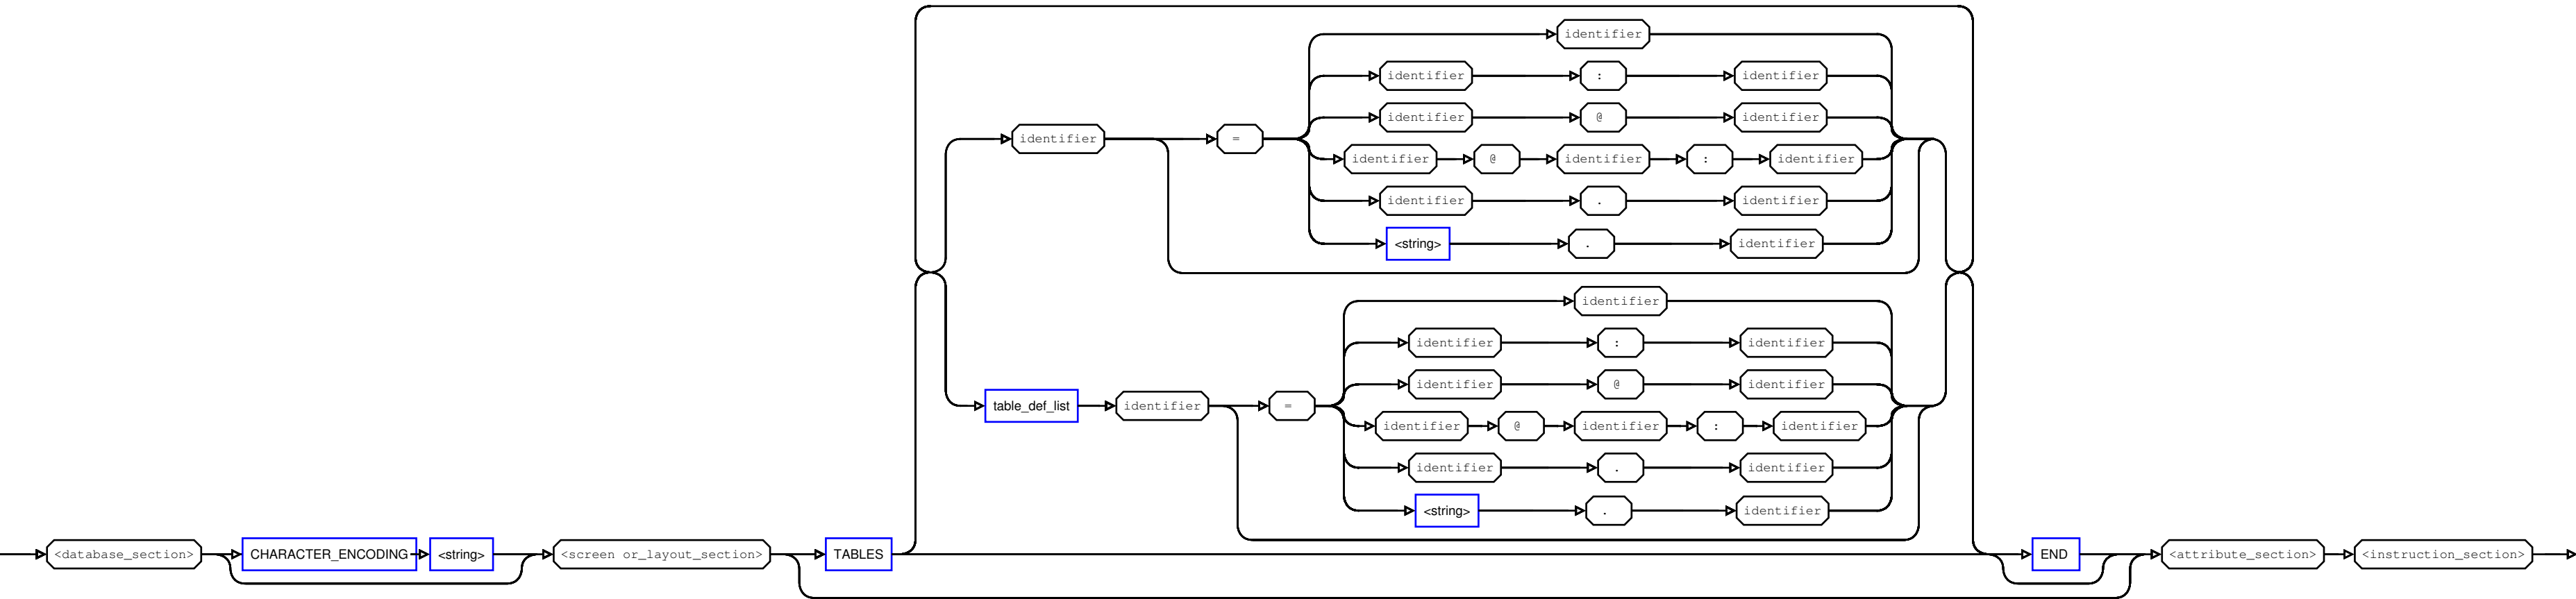 identifier
identifier : identifier
identifier @ identifier
identifier =
identifier @ identifier : identifier
identifier . identifier
<string> . identifier
identifier
identifier : identifier
identifier @ identifier
table_def_list identifier =
identifier @ identifier : identifier
identifier . identifier
<string> . identifier
<database_section> CHARACTER_ENCODING <string> <screen or_layout_section> TABLES END <attribute_section> <instruction_section>